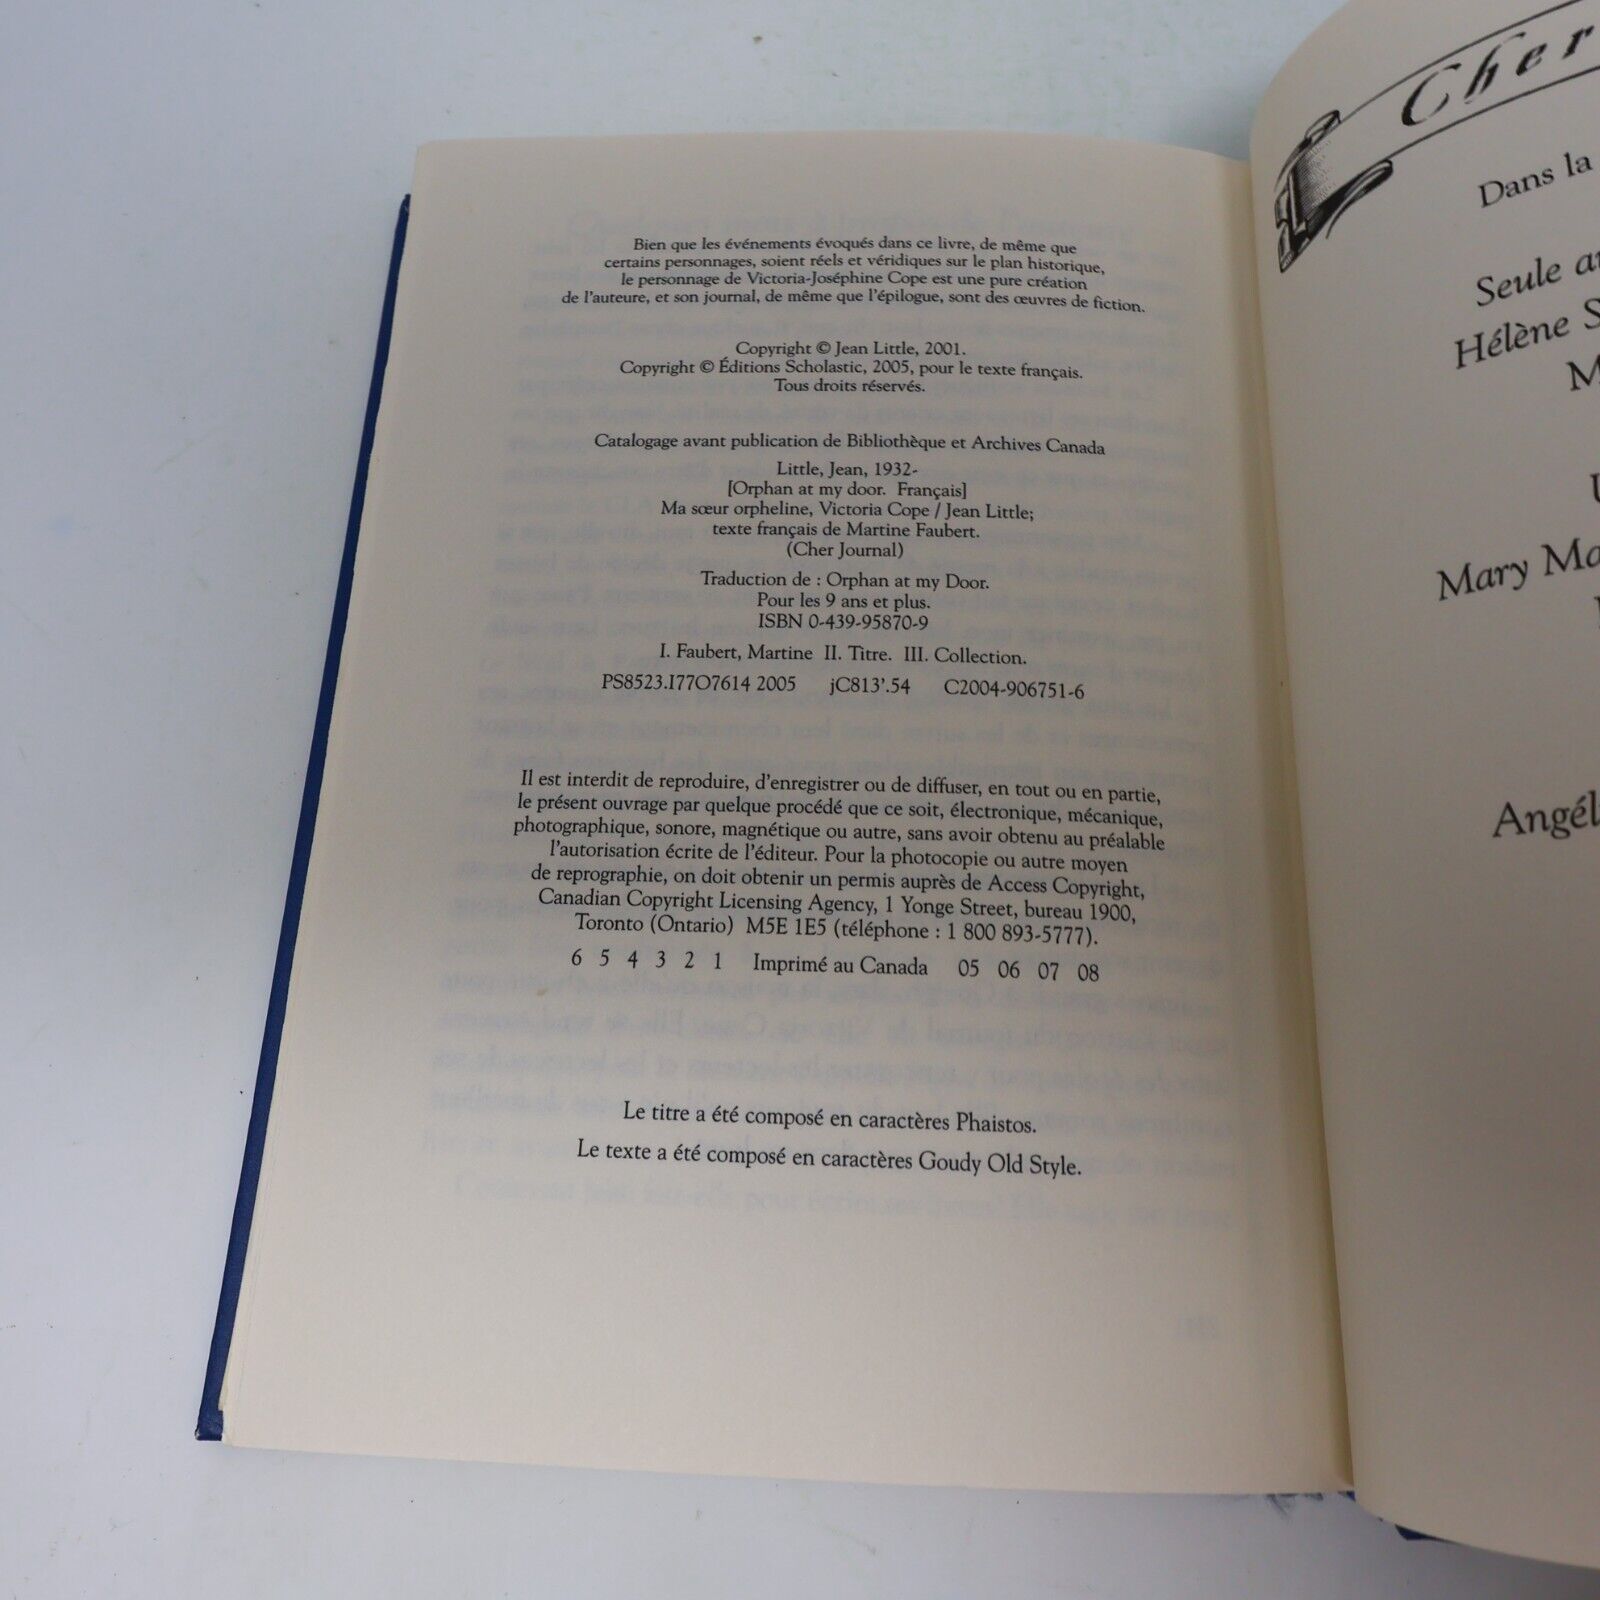 Bien que les événements évoqués dans ce livre, de même que
certains personnages, soient réels et véridiques sur le plan historique,
le personnage de Victoria-Joséphine Cope est une pure création
de l'auteure, et son journal, de même que l'épilogue, sont des œuvres de fiction.
Copyright © Jean Little, 2001.
Copyright © Éditions Scholastic, 2005, pour le texte français.
Tous droits réservés.
Catalogage avant publication de Bibliothèque et Archives Canada
Little, Jean, 1932-
[Orphan at my door. Français]
Ma sœur orpheline, Victoria Cope / Jean Little;
texte français de Martine Faubert.
(Cher Journal)
Traduction de : Orphan at my Door.
Pour les 9 ans et plus.
ISBN 0-439-95870-9
I. Faubert, Martine II. Titre. III. Collection.
PS8523.I77O7614 2005 jC813'.54 C2004-906751-6
Il est interdit de reproduire, d'enregistrer ou de diffuser, en tout ou en partie,
le présent ouvrage par quelque procédé que ce soit, électronique, mécanique,
photographique, sonore, magnétique ou autre, sans avoir obtenu au préalable
l'autorisation écrite de l'éditeur. Pour la photocopie ou autre moyen
de reprographie, on doit obtenir un permis auprès de Access Copyright,
Canadian Copyright Licensing Agency, 1 Yonge Street, bureau 1900,
Toronto (Ontario) M5E 1E5 (téléphone : 1 800 893-5777).
6 5 4 3 2 1 Imprimé au Canada 05 06 07 08
Le titre a été composé en caractères Phaistos.
Le texte a été composé en caractères Goudy Old Style.
Cher
Dans la
Seule
Hélène S
M
Mary Ma
Angél